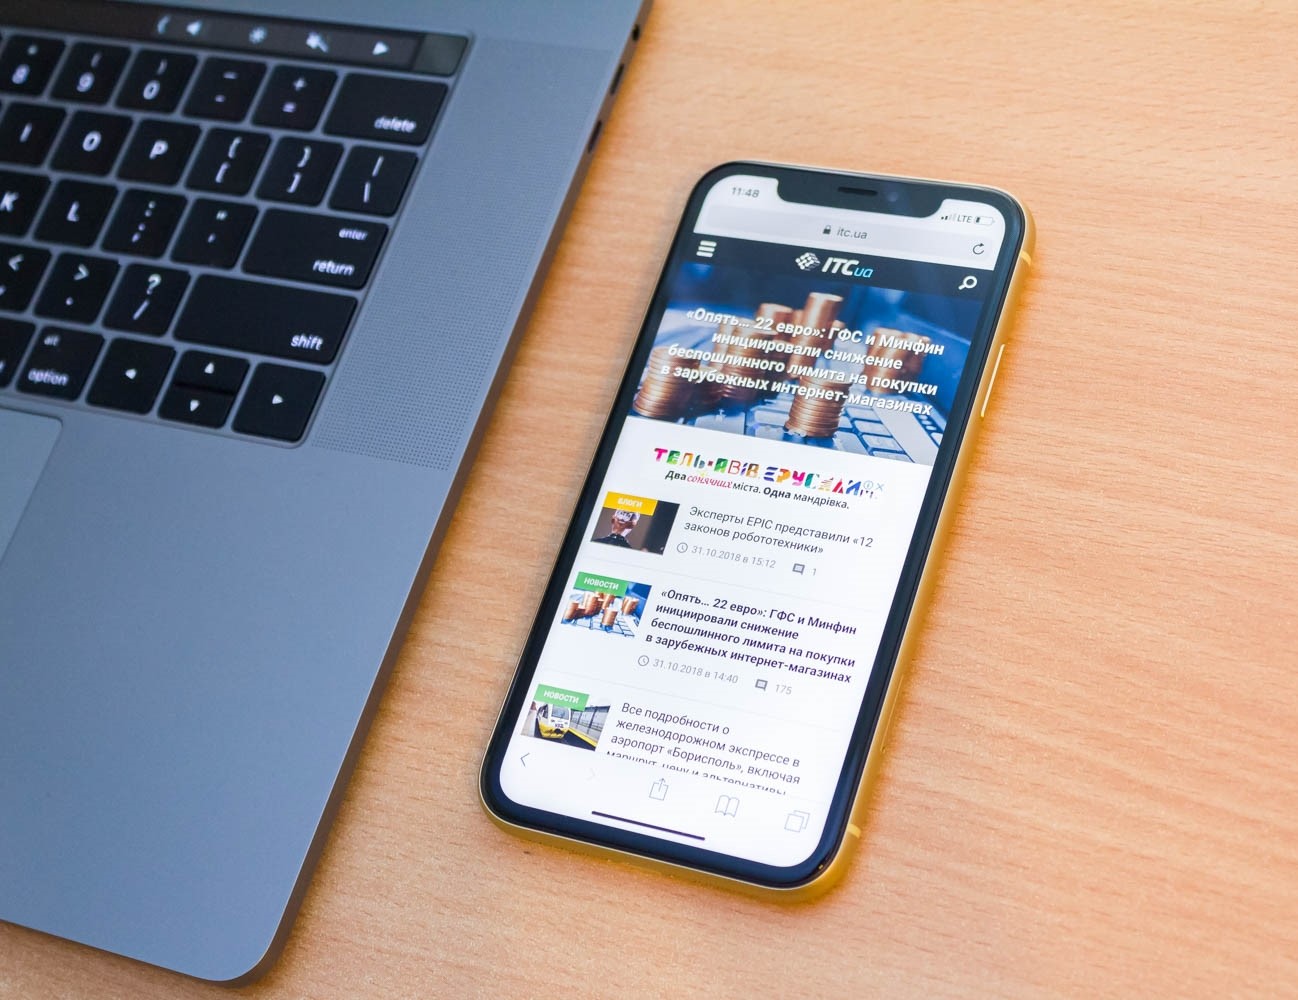 8
9
0
-
+
=
delete
I
O
P
{
[
}
]
|
\
K
L
:
;
"
'
enter
return
<
,
>
.
?
/
shift
alt
option
11:48
LTE
itc.ua
ITCua
«Опять... 22 евро»: ГФС и Минфин
инициировали снижение
беспошлинного лимита на покупки
в зарубежных интернет-магазинах
ТЕЛЬ-АВІВ. ЄРУСАЛИМ.
Два сонячних міста. Одна мандрівка.
БЛОГИ
Эксперты EPIC представили «12
законов робототехники»
31.10.2018 в 15:12 1
НОВОСТИ
«Опять... 22 евро»: ГФС и Минфин
инициировали снижение
беспошлинного лимита на покупки
в зарубежных интернет-магазинах
31.10.2018 в 14:40 175
НОВОСТИ
Все подробности о
железнодорожном экспрессе в
аэропорт «Борисполь», включая
маршрут, цену и альтернативы